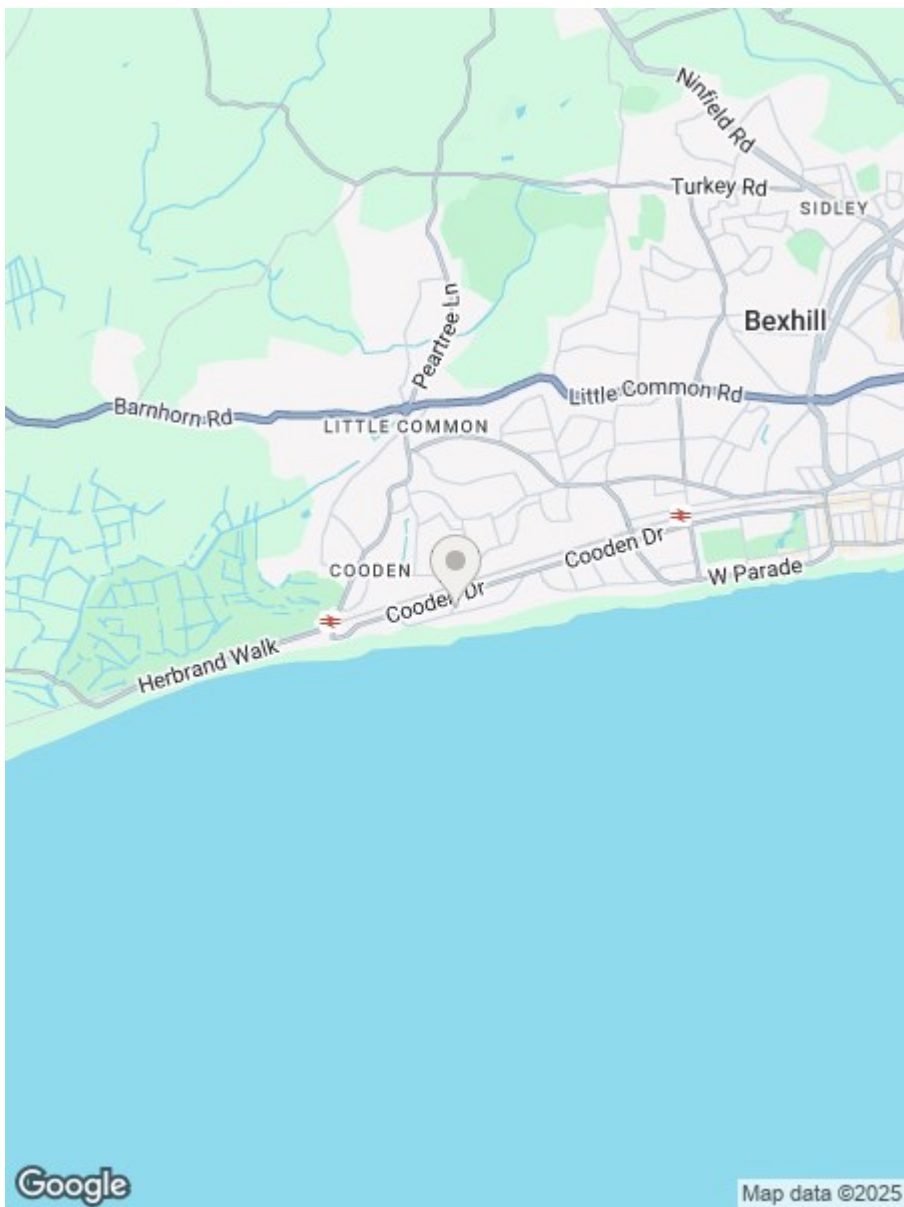 Ninfield Rd
Turkey Rd
SIDLEY
Peartree Ln
Bexhill
Barnhorn Rd
Little Common Rd
LITTLE COMMON
Cooden Dr
COODEN
W Parade
Cooden Dr
Herbrand Walk
Google
Map data ©2025